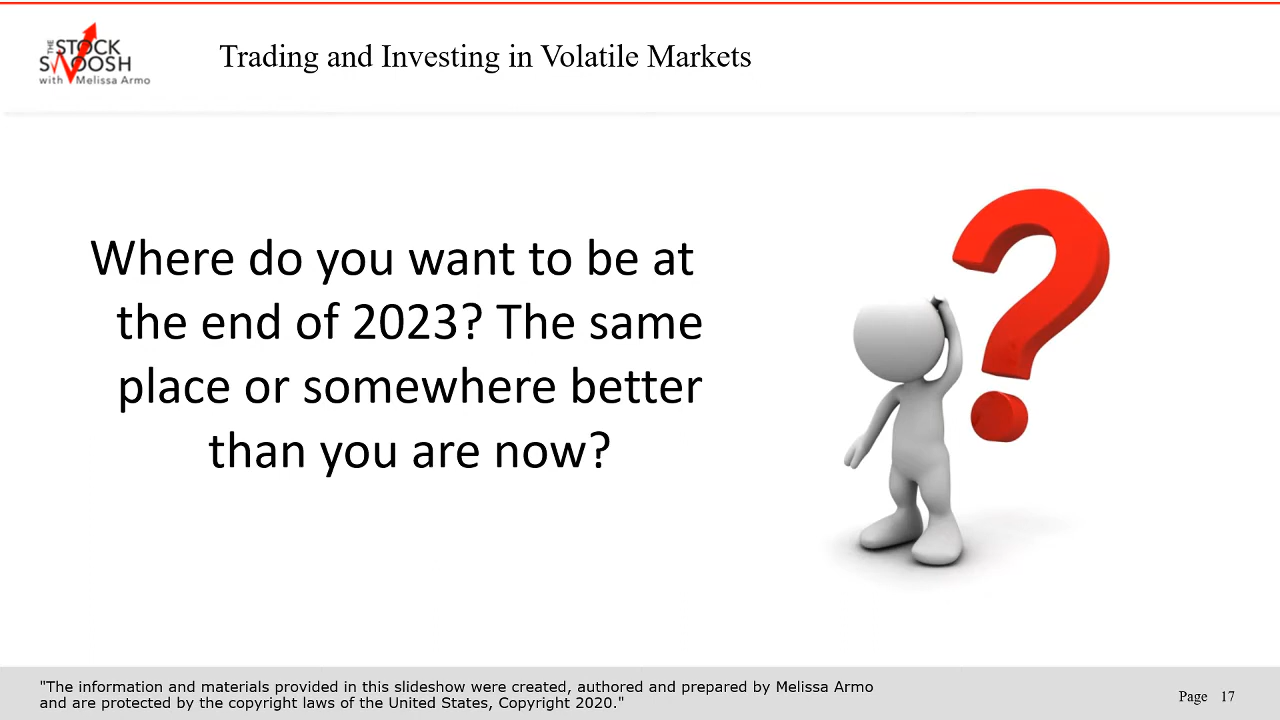 THE STOCK
SWOOSH
with Melissa Armo
Trading and Investing in Volatile Markets
Where do you want to be at
the end of 2023? The same
place or somewhere better
than you are now?
"The information and materials provided in this slideshow were created, authored and prepared by Melissa Armo
and are protected by the copyright laws of the United States, Copyright 2020."
Page 17